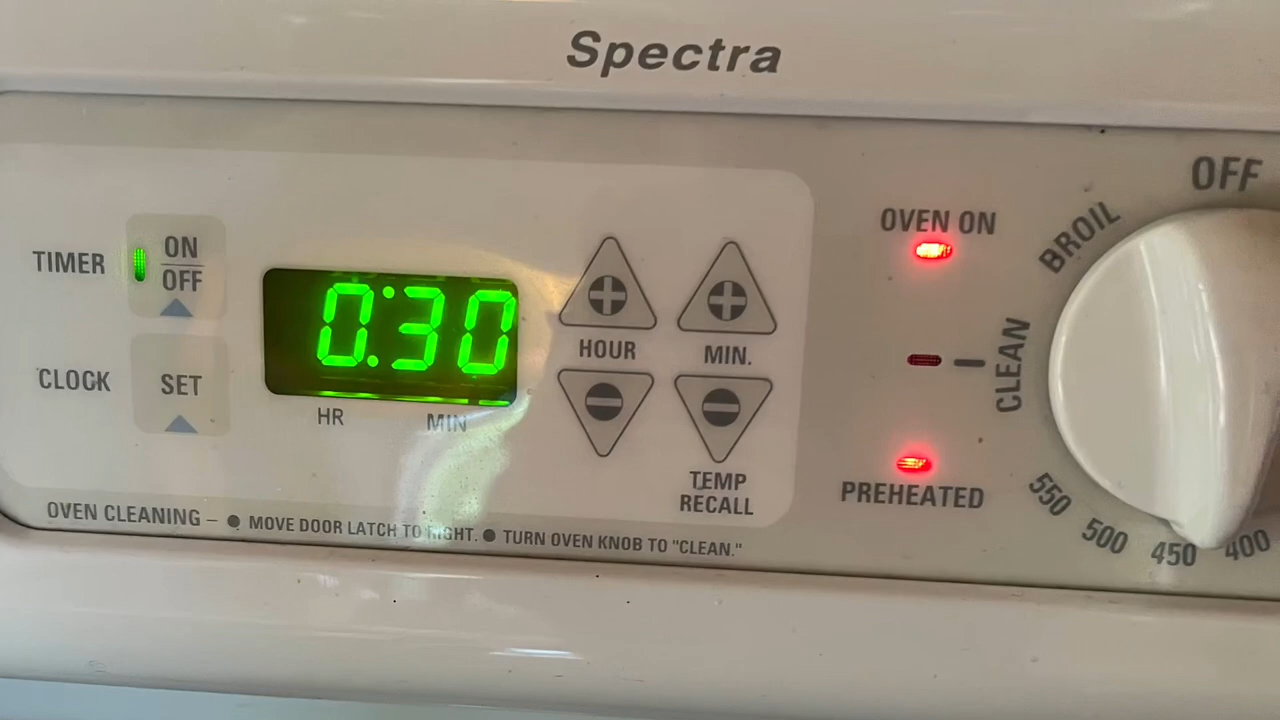 Spectra
OFF
BROIL
CLEAN
550
500
450
400
OVEN ON
PREHEATED
TIMER
ON
OFF
CLOCK
SET
0:30
HR
MIN
HOUR
MIN.
TEMP
RECALL
OVEN CLEANING – ● MOVE DOOR LATCH TO RIGHT. ● TURN OVEN KNOB TO "CLEAN."